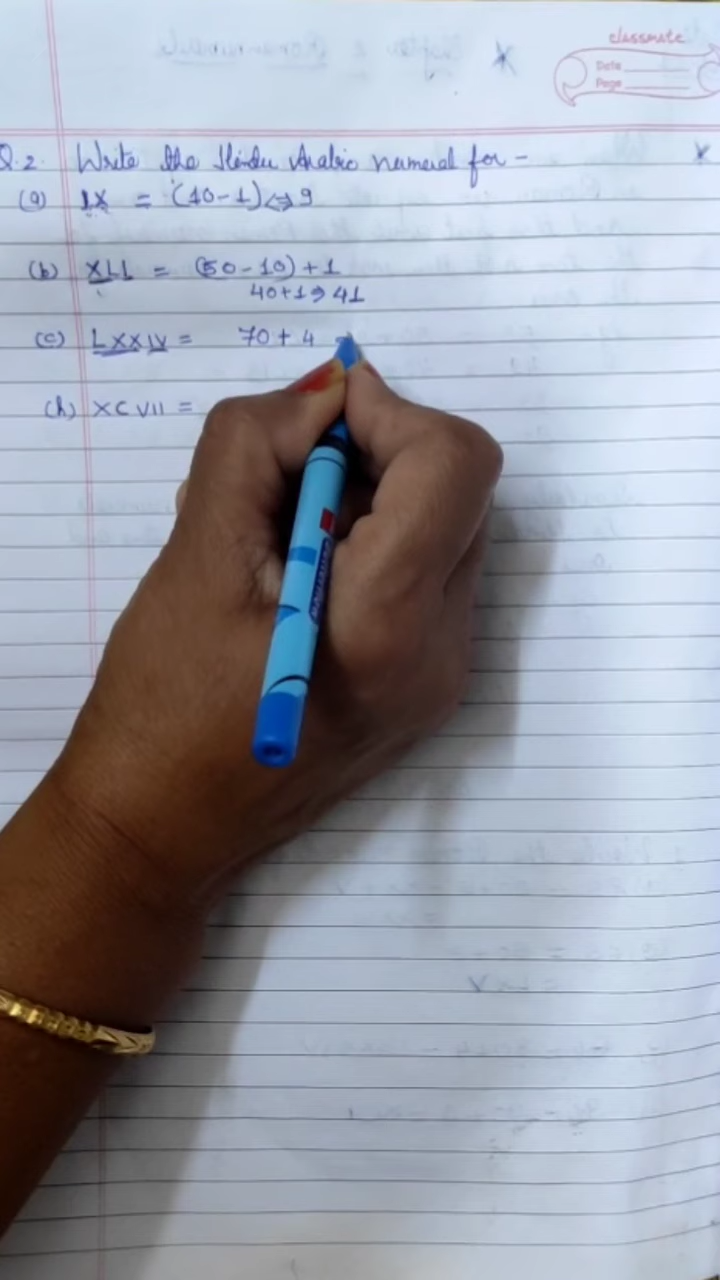 classmate
Date
Page
Q.2. Write the Hindu Arabic numeral for -
(a) IX = (10-1) ⇔ 9
(b) XLI = (50-10)+1
40+1 ⇒ 41
(c) LXXIV = 70+4
(h) XCVII =